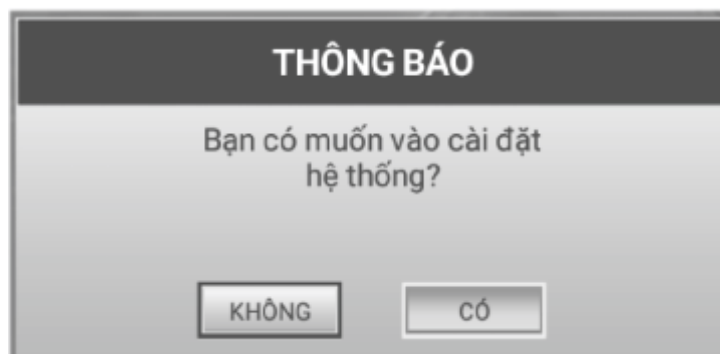 THÔNG BÁO
Bạn có muốn vào cài đặt
hệ thống?
KHÔNG CÓ